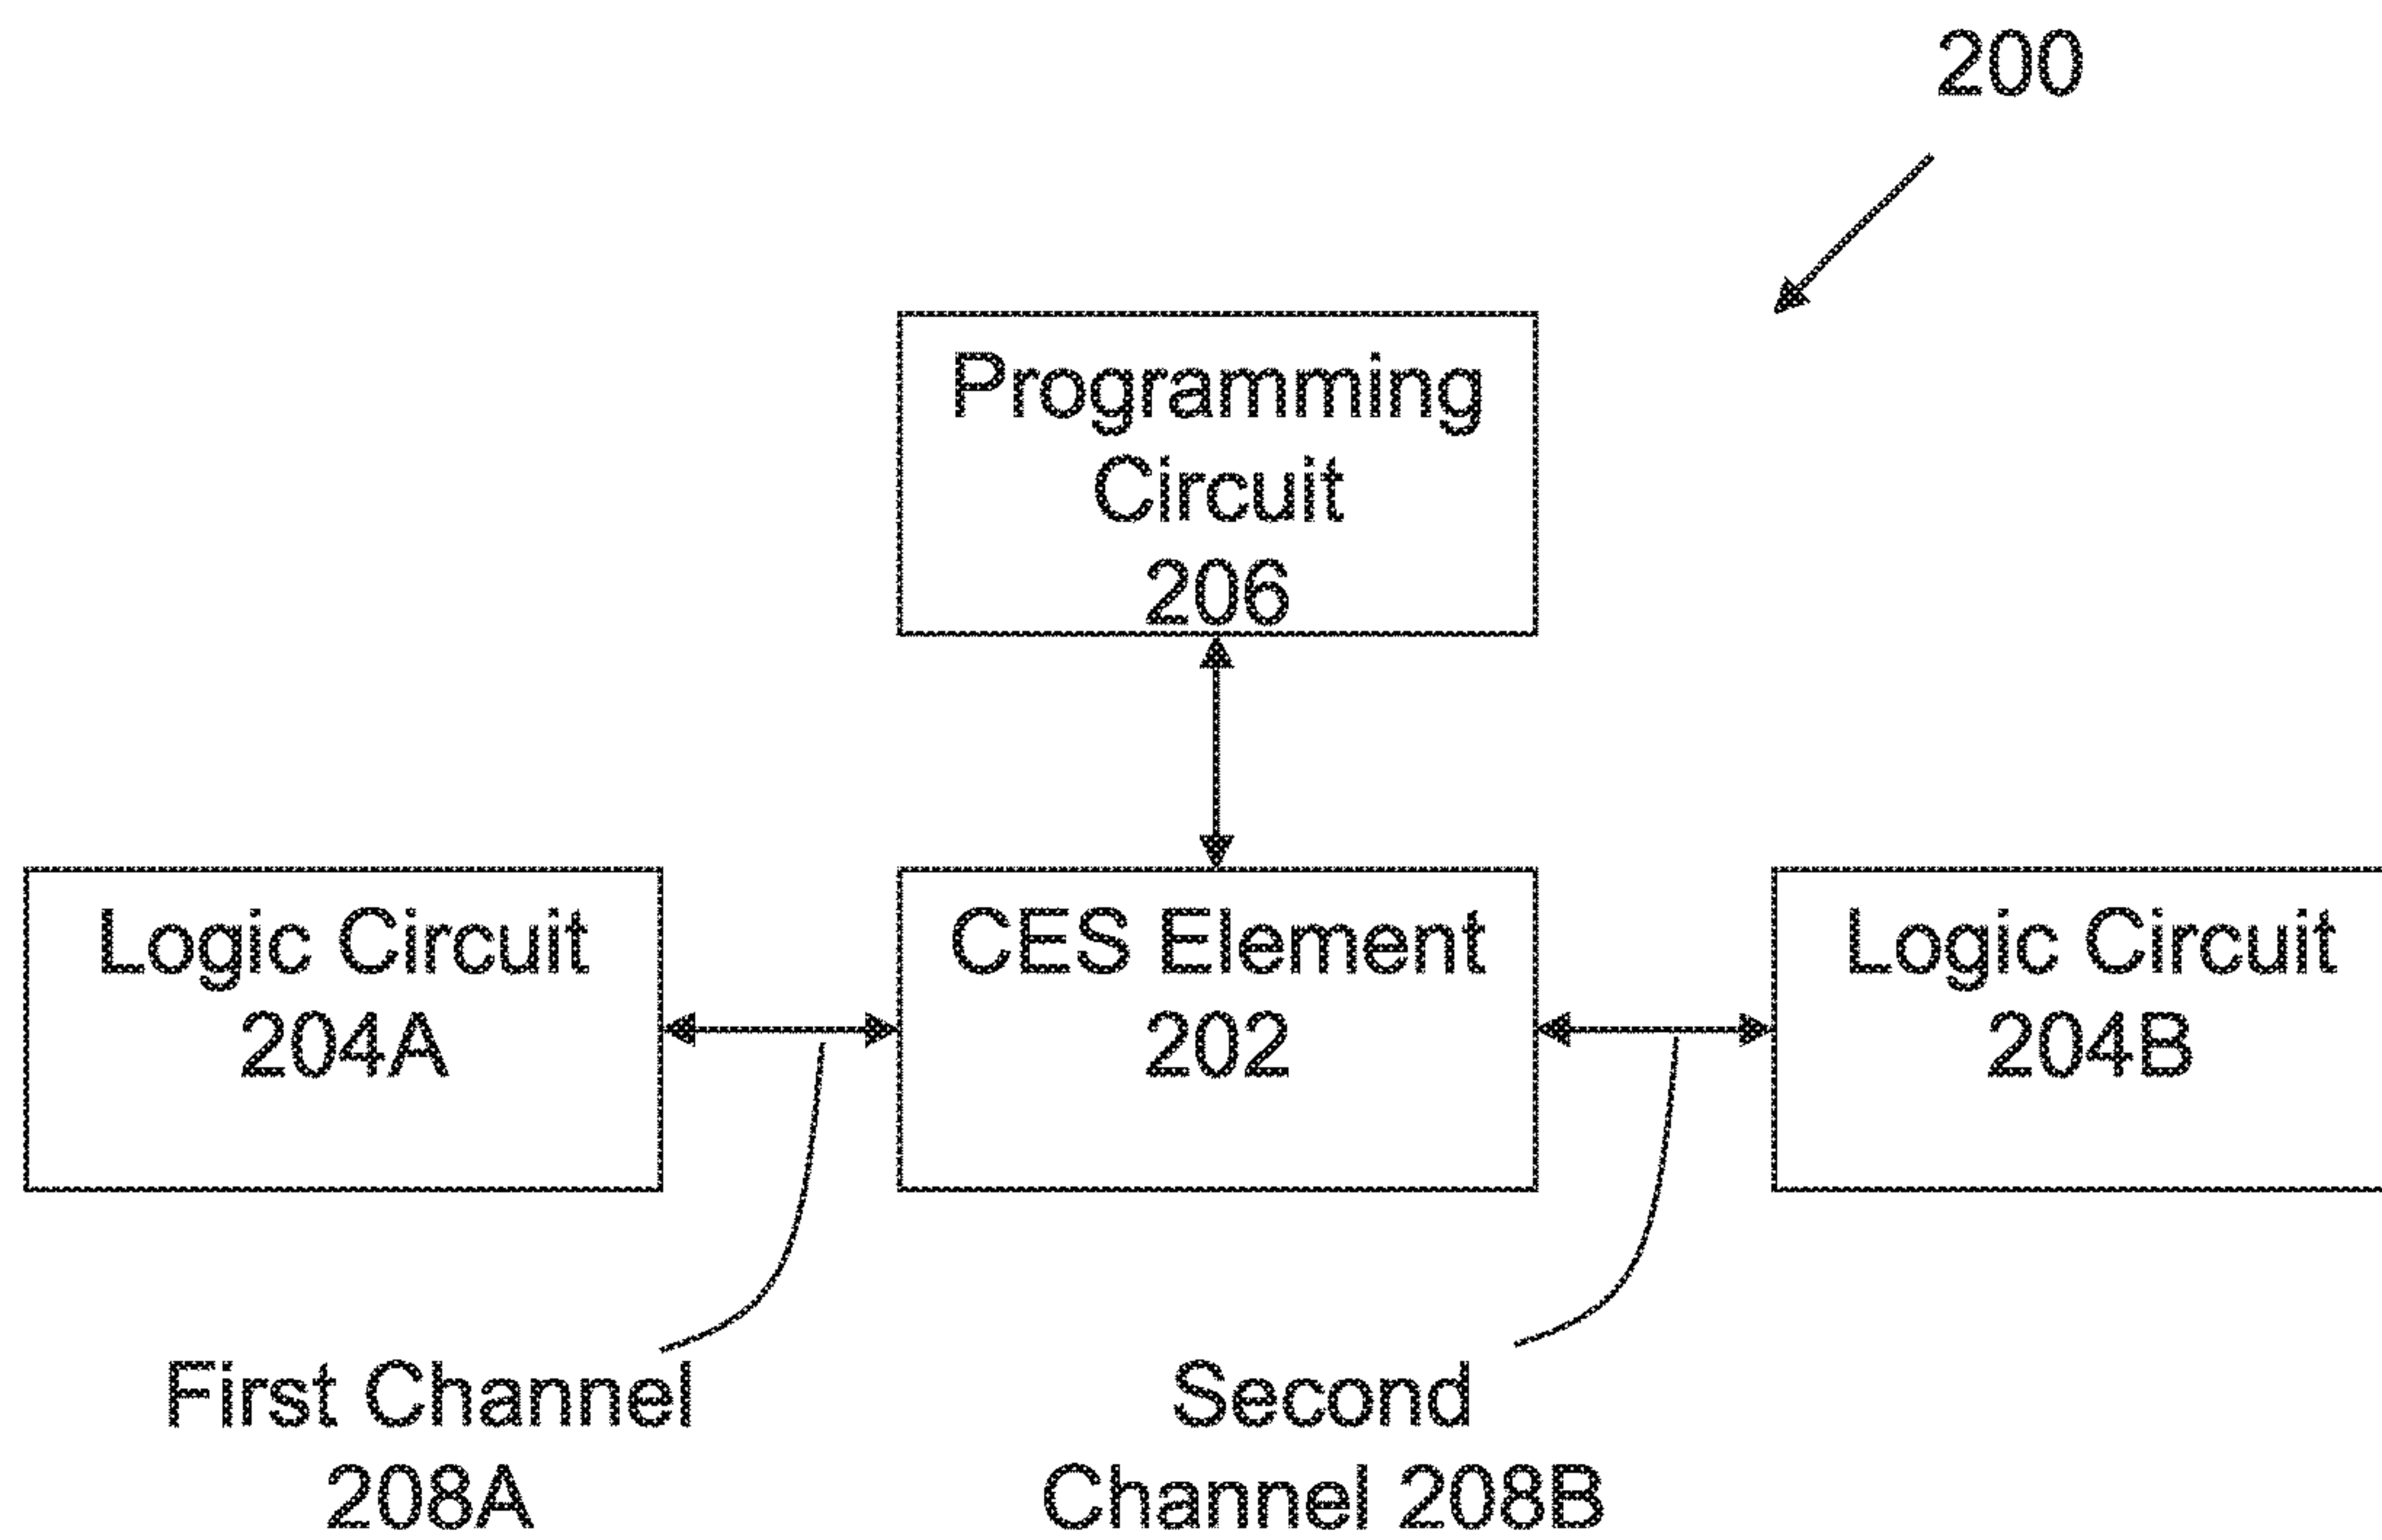 200
Programming
Circuit
206
Logic Circuit
204A
CES Element
202
Logic Circuit
204B
First Channel
208A
Second
Channel 208B